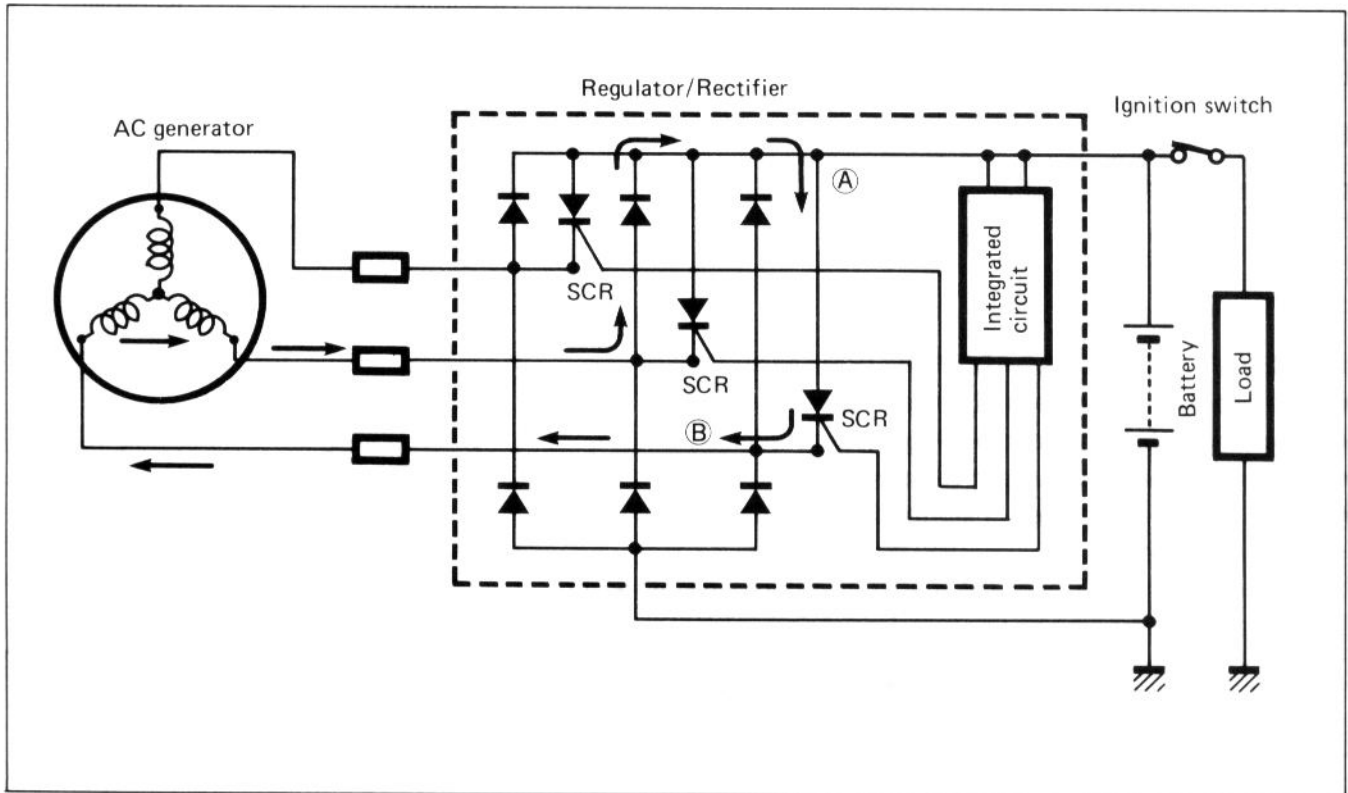 Regulator/Rectifier
Ignition switch
AC generator
Ⓐ
SCR
SCR
Ⓑ
SCR
Integrated
circuit
Battery
Load